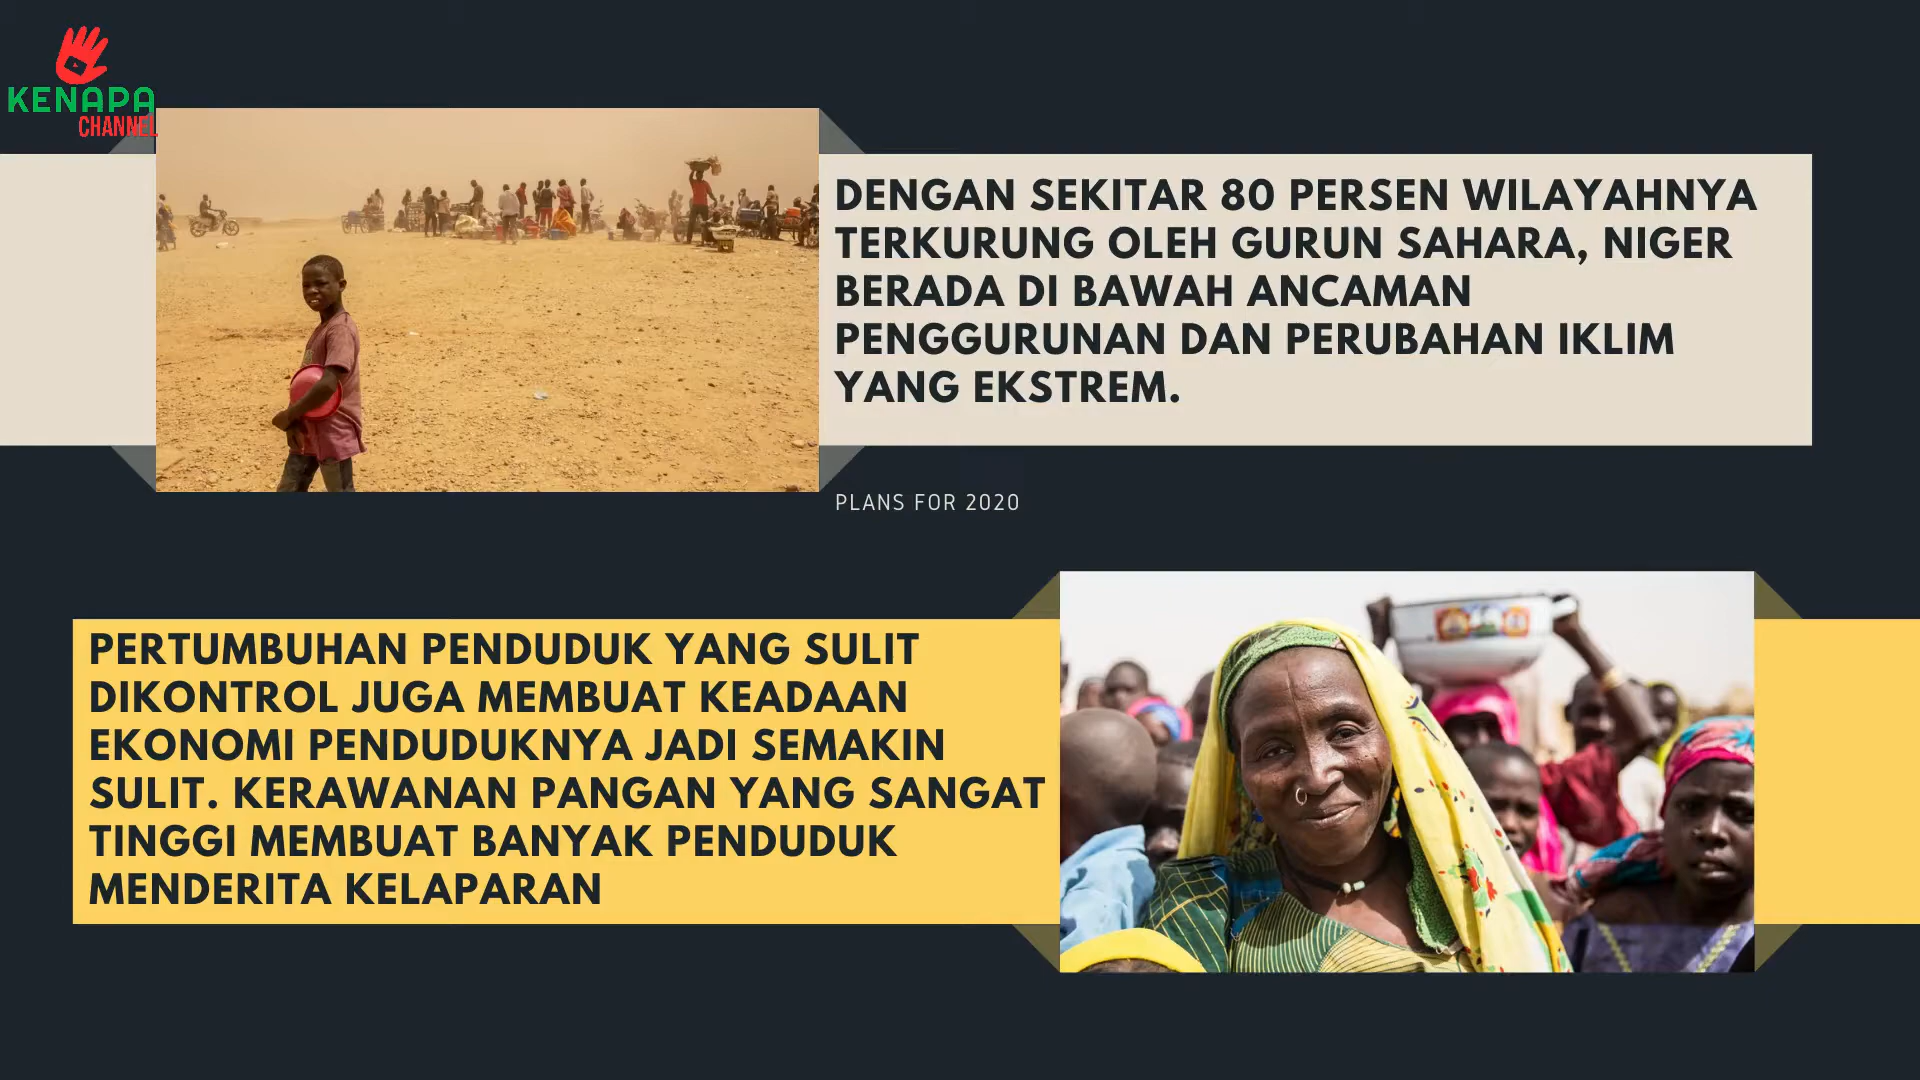 KENAPA
CHANNEL
DENGAN SEKITAR 80 PERSEN WILAYAHNYA
TERKURUNG OLEH GURUN SAHARA, NIGER
BERADA DI BAWAH ANCAMAN
PENGGURUNAN DAN PERUBAHAN IKLIM
YANG EKSTREM.
PLANS FOR 2020
PERTUMBUHAN PENDUDUK YANG SULIT
DIKONTROL JUGA MEMBUAT KEADAAN
EKONOMI PENDUDUKNYA JADI SEMAKIN
SULIT. KERAWANAN PANGAN YANG SANGAT
TINGGI MEMBUAT BANYAK PENDUDUK
MENDERITA KELAPARAN